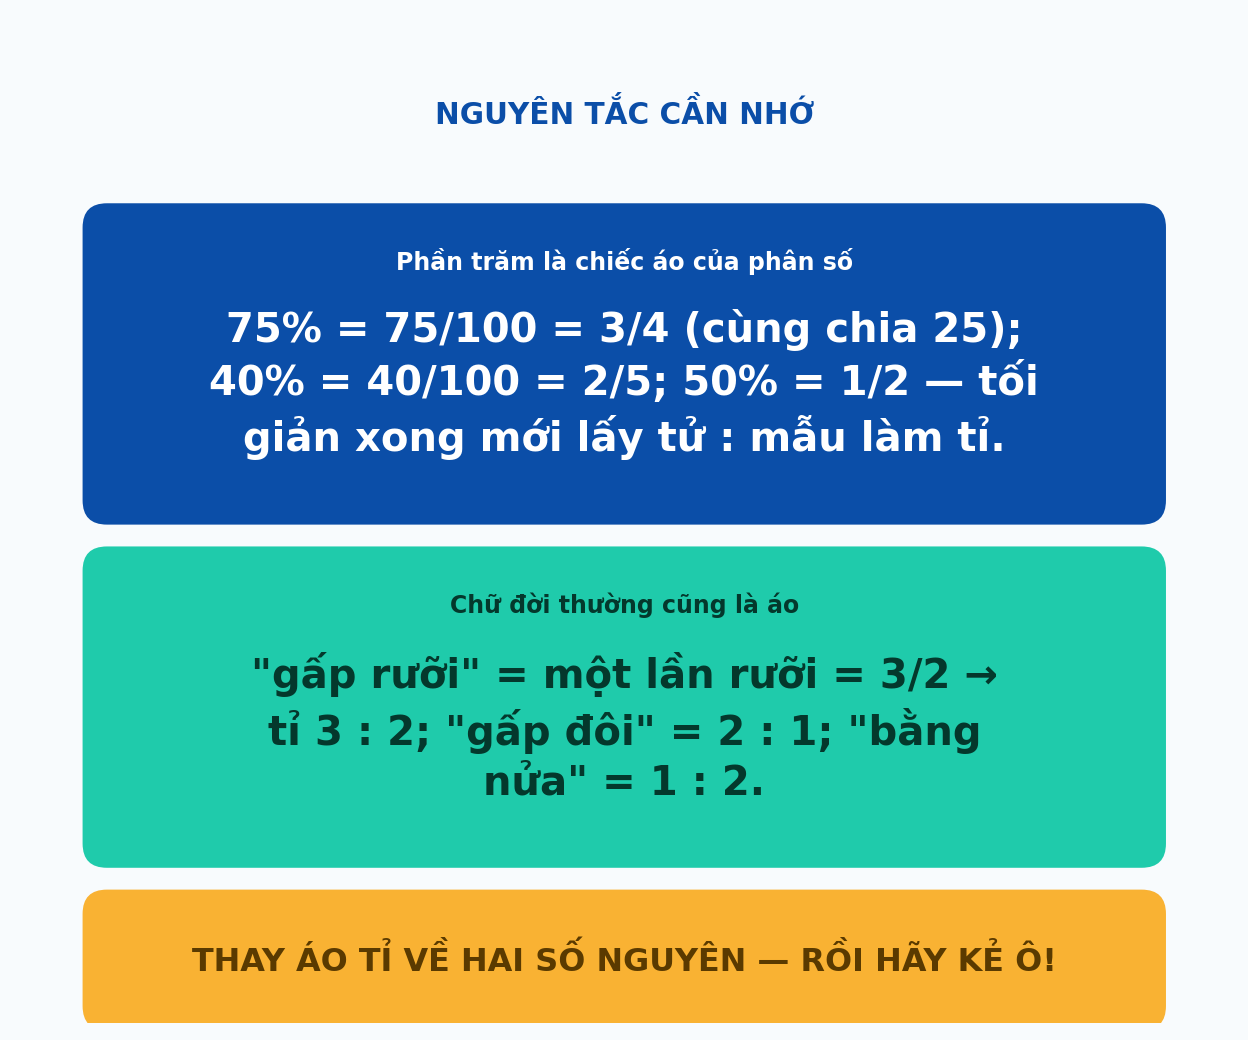 NGUYÊN TẮC CẦN NHỚ
Phần trăm là chiếc áo của phân số
75% = 75/100 = 3/4 (cùng chia 25);
40% = 40/100 = 2/5; 50% = 1/2 — tối
giản xong mới lấy tử : mẫu làm tỉ.
Chữ đời thường cũng là áo
"gấp rưỡi" = một lần rưỡi = 3/2 →
tỉ 3 : 2; "gấp đôi" = 2 : 1; "bằng
nửa" = 1 : 2.
THAY ÁO TỈ VỀ HAI SỐ NGUYÊN — RỒI HÃY KẺ Ô!